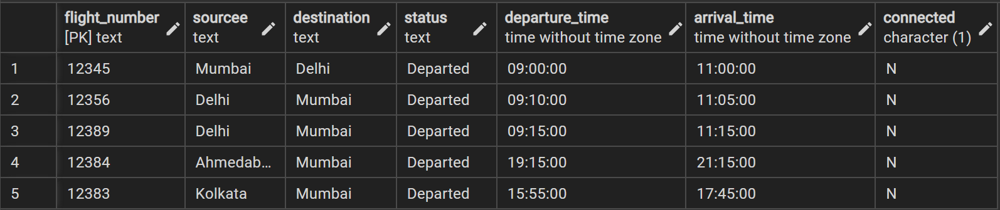 flight_number sourcee destination status departure_time arrival_time connected
[PK] text text text text time without time zone time without time zone character (1)
1 12345 Mumbai Delhi Departed 09:00:00 11:00:00 N
2 12356 Delhi Mumbai Departed 09:10:00 11:05:00 N
3 12389 Delhi Mumbai Departed 09:15:00 11:15:00 N
4 12384 Ahmedab... Mumbai Departed 19:15:00 21:15:00 N
5 12383 Kolkata Mumbai Departed 15:55:00 17:45:00 N